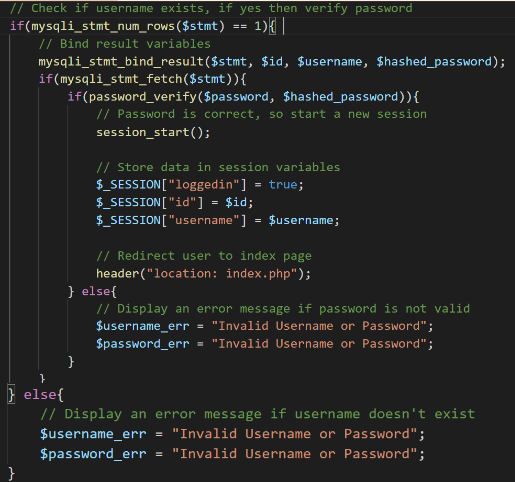 // Check if username exists, if yes then verify password
if(mysqli_stmt_num_rows($stmt) == 1){
// Bind result variables
mysqli_stmt_bind_result($stmt, $id, $username, $hashed_password);
if(mysqli_stmt_fetch($stmt)){
if(password_verify($password, $hashed_password)){
// Password is correct, so start a new session
session_start();
// Store data in session variables
$_SESSION["loggedin"] = true;
$_SESSION["id"] = $id;
$_SESSION["username"] = $username;
// Redirect user to index page
header("location: index.php");
} else{
// Display an error message if password is not valid
$username_err = "Invalid Username or Password";
$password_err = "Invalid Username or Password";
}
}
} else{
// Display an error message if username doesn't exist
$username_err = "Invalid Username or Password";
$password_err = "Invalid Username or Password";
}